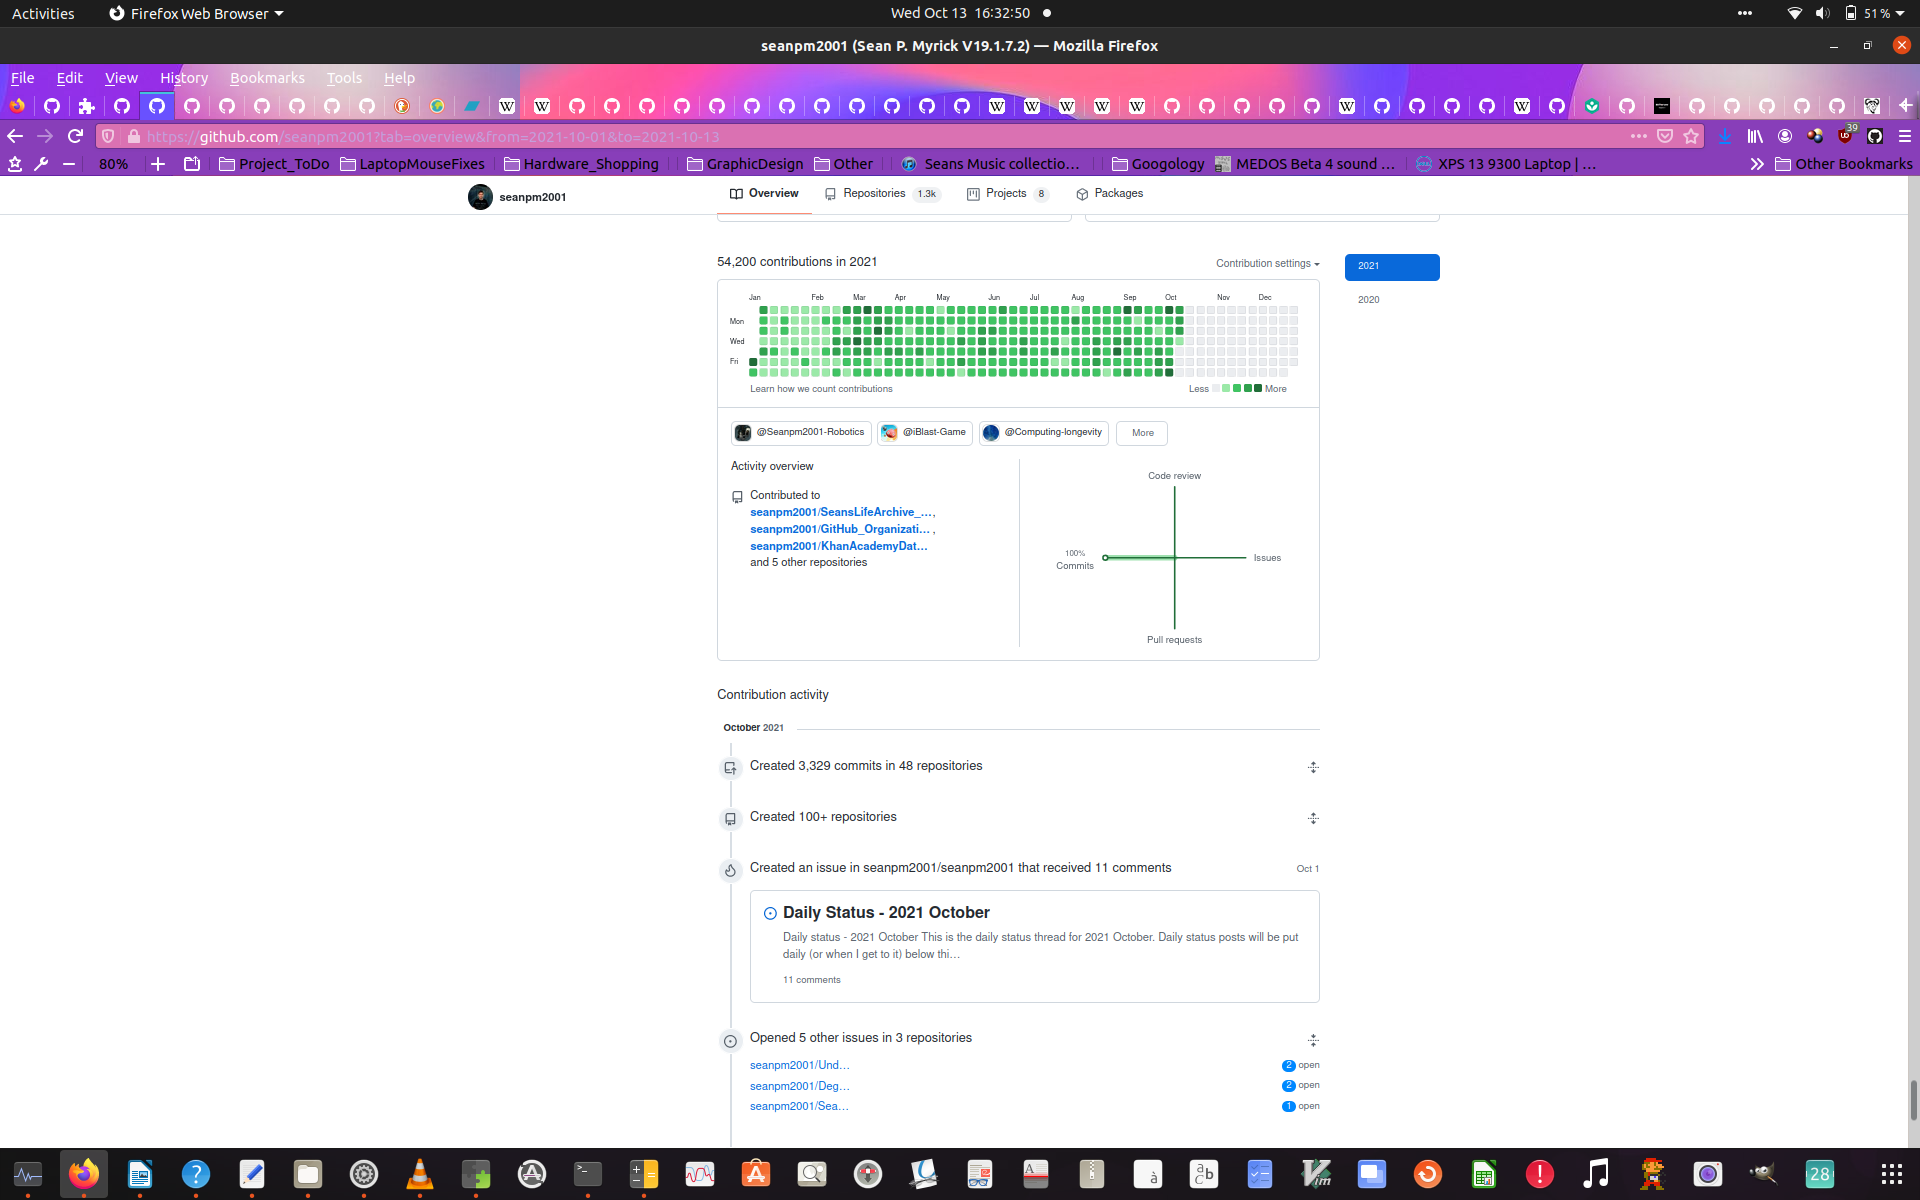 Activities
Firefox Web Browser
Wed Oct 13 16:32:50
51 %
seanpm2001 (Sean P. Myrick V19.1.7.2) — Mozilla Firefox
File Edit View History Bookmarks Tools Help
https://github.com/seanpm2001?tab=overview&from=2021-10-01&to=2021-10-13
39
80%
Project_ToDo
LaptopMouseFixes
Hardware_Shopping
GraphicDesign
Other
Seans Music collectio…
Googology
MEDOS Beta 4 sound …
XPS 13 9300 Laptop | …
Other Bookmarks
seanpm2001
Overview
Repositories 1.3k
Projects 8
Packages
54,200 contributions in 2021
Contribution settings
2021
2020
Jan Feb Mar Apr May Jun Jul Aug Sep Oct Nov Dec
Mon
Wed
Fri
Learn how we count contributions
Less
More
@Seanpm2001-Robotics
@iBlast-Game
@Computing-longevity
More
Activity overview
Contributed to
seanpm2001/SeansLifeArchive_…,
seanpm2001/GitHub_Organizati… ,
seanpm2001/KhanAcademyDat…
and 5 other repositories
Code review
100%
Commits
Issues
Pull requests
Contribution activity
October 2021
Created 3,329 commits in 48 repositories
Created 100+ repositories
Created an issue in seanpm2001/seanpm2001 that received 11 comments
Oct 1
Daily Status - 2021 October
Daily status - 2021 October This is the daily status thread for 2021 October. Daily status posts will be put
daily (or when I get to it) below thi…
11 comments
Opened 5 other issues in 3 repositories
seanpm2001/Und…
2 open
seanpm2001/Deg…
2 open
seanpm2001/Sea…
1 open
28